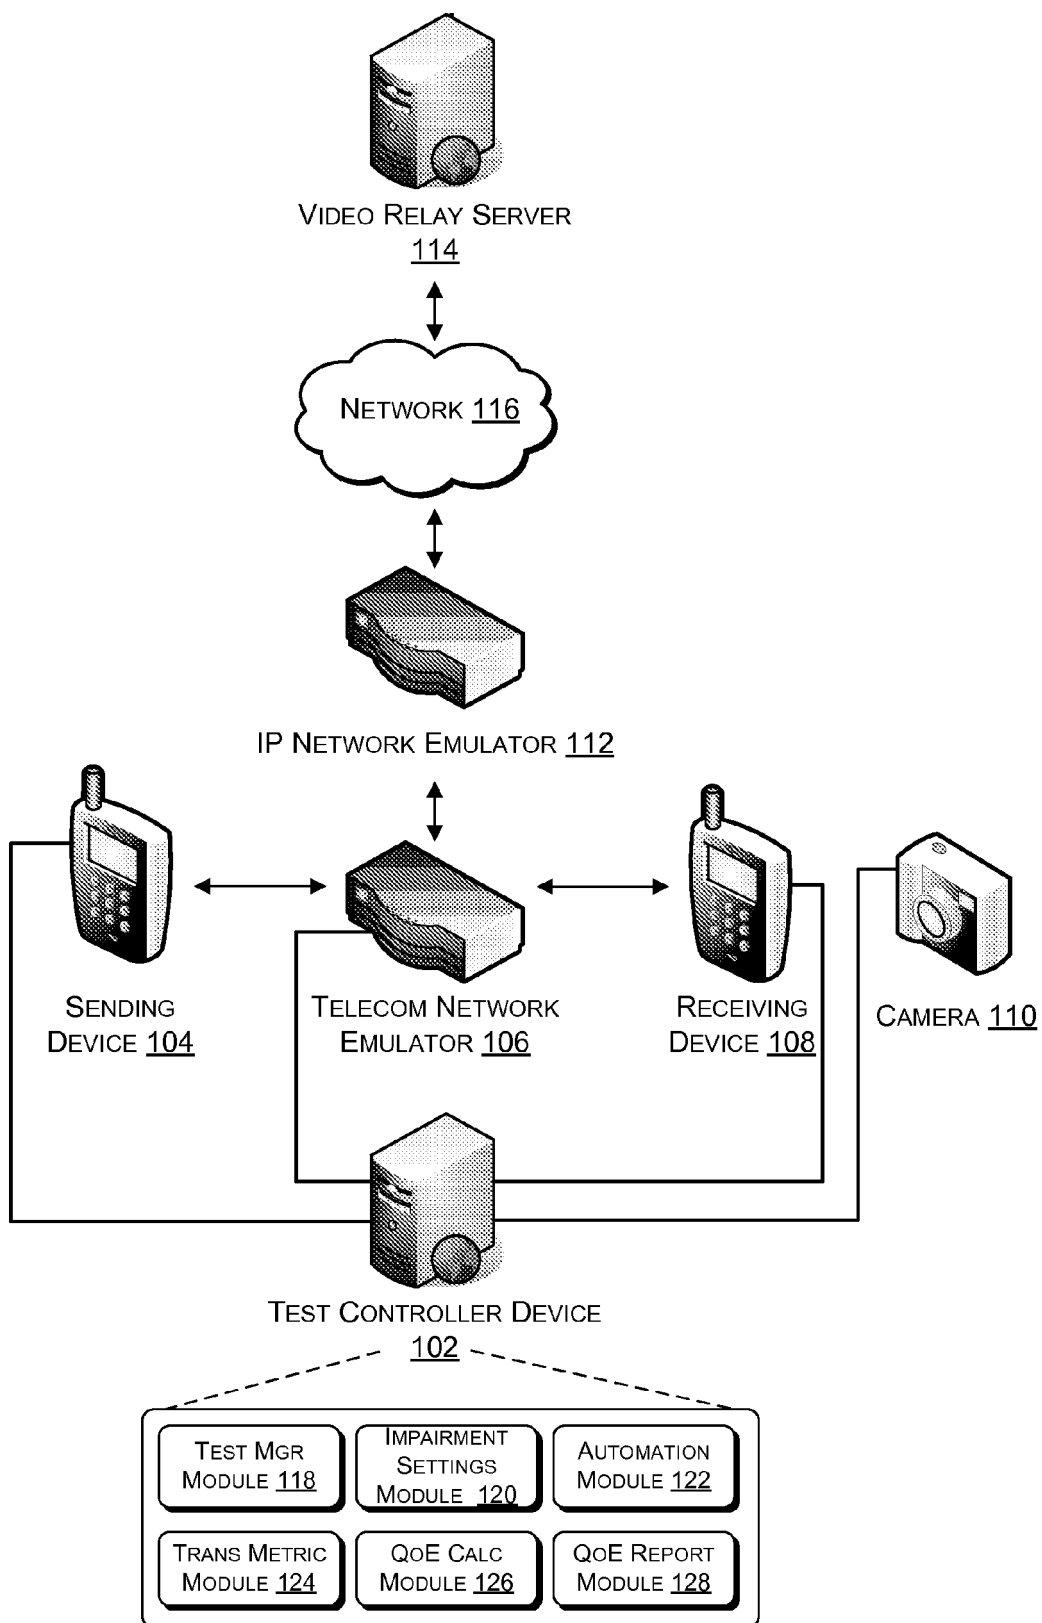 VIDEO RELAY SERVER
114
NETWORK 116
IP NETWORK EMULATOR 112
SENDING
DEVICE 104
TELECOM NETWORK
EMULATOR 106
RECEIVING
DEVICE 108
CAMERA 110
TEST CONTROLLER DEVICE
102
TEST MGR
MODULE 118
IMPAIRMENT
SETTINGS
MODULE 120
AUTOMATION
MODULE 122
TRANS METRIC
MODULE 124
QOE CALC
MODULE 126
QOE REPORT
MODULE 128